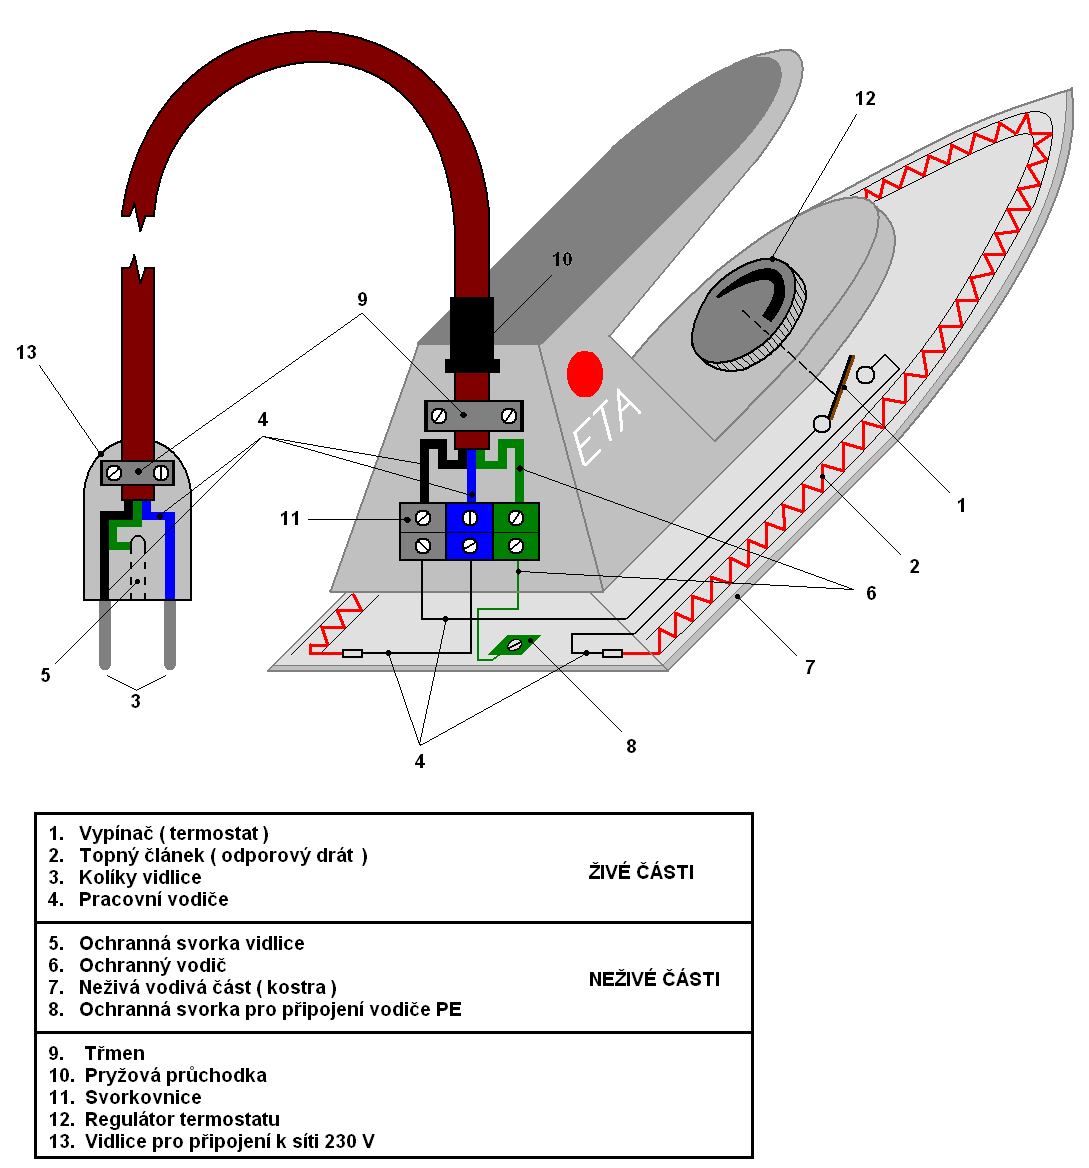 12
10
9
13
4
ETA
11
1
2
6
5
7
3
8
4
1. Vypínač ( termostat )
2. Topný článek ( odporový drát )
3. Kolíky vidlice
4. Pracovní vodiče
ŽIVÉ ČÁSTI
5. Ochranná svorka vidlice
6. Ochranný vodič
7. Neživá vodivá část ( kostra )
8. Ochranná svorka pro připojení vodiče PE
NEŽIVÉ ČÁSTI
9. Třmen
10. Pryžová průchodka
11. Svorkovnice
12. Regulátor termostatu
13. Vidlice pro připojení k síti 230 V